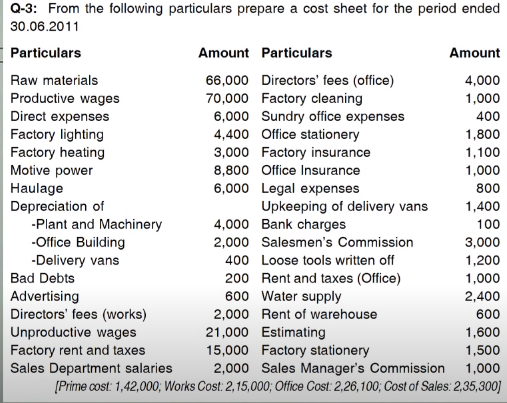 Q-3: From the following particulars prepare a cost sheet for the period ended
30.06.2011
Particulars Amount Particulars Amount
Raw materials 66,000 Directors' fees (office) 4,000
Productive wages 70,000 Factory cleaning 1,000
Direct expenses 6,000 Sundry office expenses 400
Factory lighting 4,400 Office stationery 1,800
Factory heating 3,000 Factory insurance 1,100
Motive power 8,800 Office Insurance 1,000
Haulage 6,000 Legal expenses 800
Depreciation of Upkeeping of delivery vans 1,400
-Plant and Machinery 4,000 Bank charges 100
-Office Building 2,000 Salesmen's Commission 3,000
-Delivery vans 400 Loose tools written off 1,200
Bad Debts 200 Rent and taxes (Office) 1,000
Advertising 600 Water supply 2,400
Directors' fees (works) 2,000 Rent of warehouse 600
Unproductive wages 21,000 Estimating 1,600
Factory rent and taxes 15,000 Factory stationery 1,500
Sales Department salaries 2,000 Sales Manager's Commission 1,000
[Prime cost: 1,42,000; Works Cost: 2,15,000; Office Cost: 2,26,100; Cost of Sales: 2,35,300]